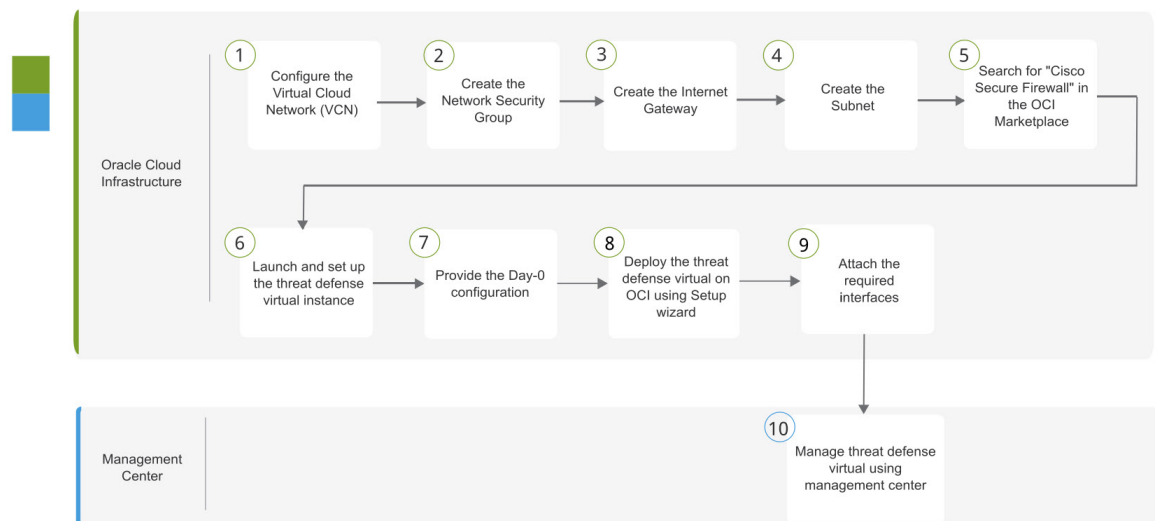 1
Configure the
Virtual Cloud
Network (VCN)
2
Create the
Network Security
Group
3
Create the Internet
Gateway
4
Create the
Subnet
5
Search for "Cisco
Secure Firewall" in
the OCI
Marketplace
Oracle Cloud
Infrastructure
6
Launch and set up
the threat defense
virtual instance
7
Provide the Day-0
configuration
8
Deploy the threat
defense virtual on
OCI using Setup
wizard
9
Attach the
required
interfaces
Management
Center
10
Manage threat defense
virtual using
management center